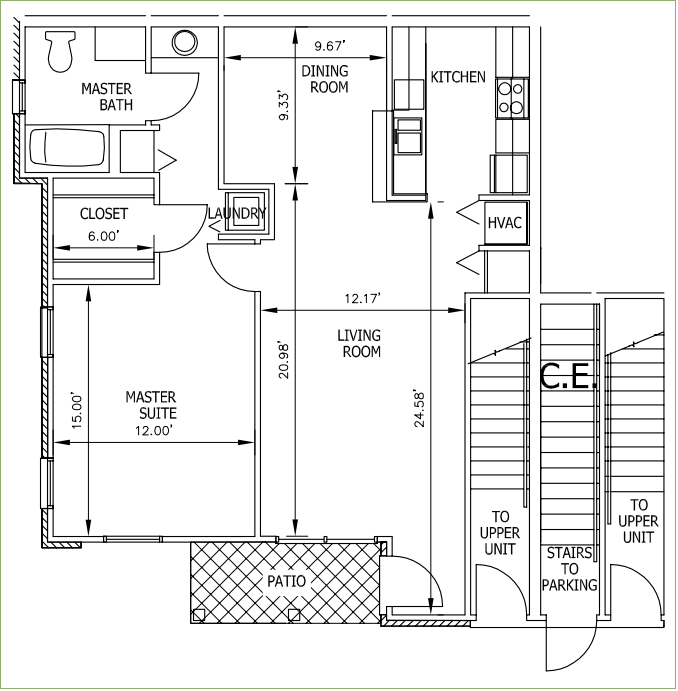 9.67'
DINING
ROOM
KITCHEN
MASTER
BATH
9.33'
CLOSET
LAUNDRY
HVAC
6.00'
12.17'
LIVING
ROOM
20.98'
C.E.
MASTER
SUITE
15.00'
12.00'
24.58'
TO
UPPER
UNIT
TO
UPPER
UNIT
STAIRS
TO
PARKING
PATIO